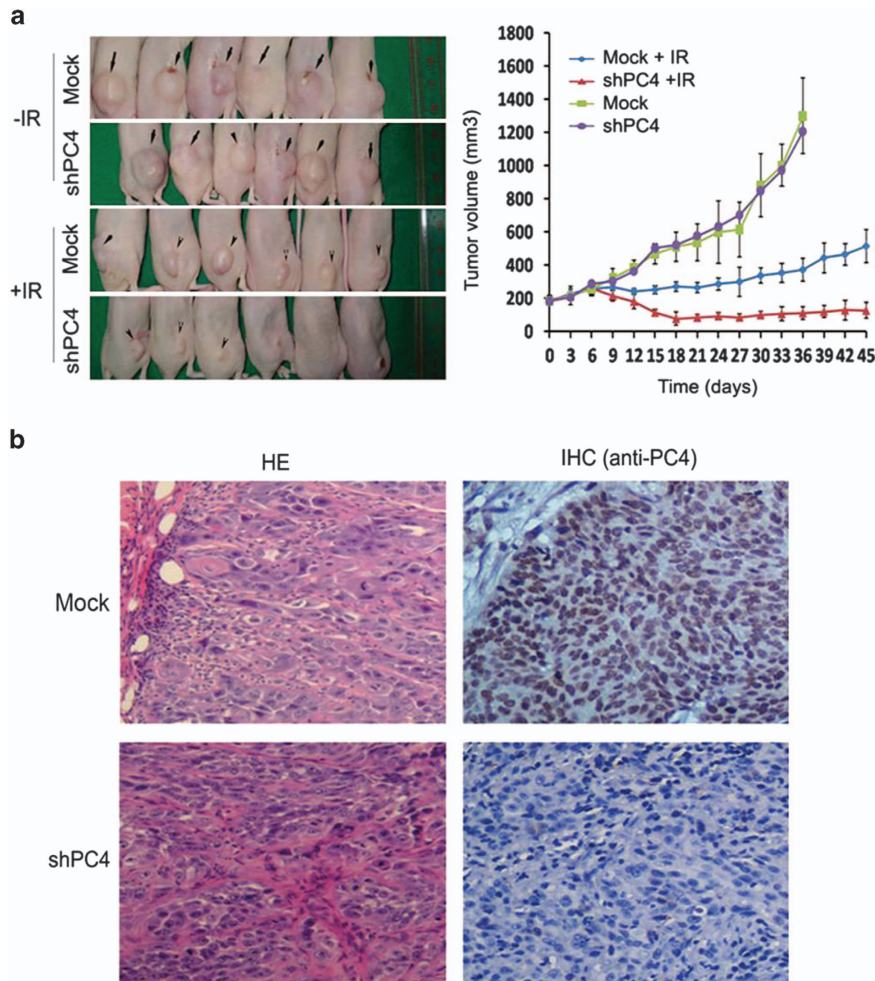 a
-IR
Mock
shPC4
+IR
Mock
shPC4
Tumor volume (mm3)
1800
1600
1400
1200
1000
800
600
400
200
0
Mock + IR
shPC4 +IR
Mock
shPC4
0 3 6 9 12 15 18 21 24 27 30 33 36 39 42 45
Time (days)
b
HE
IHC (anti-PC4)
Mock
shPC4